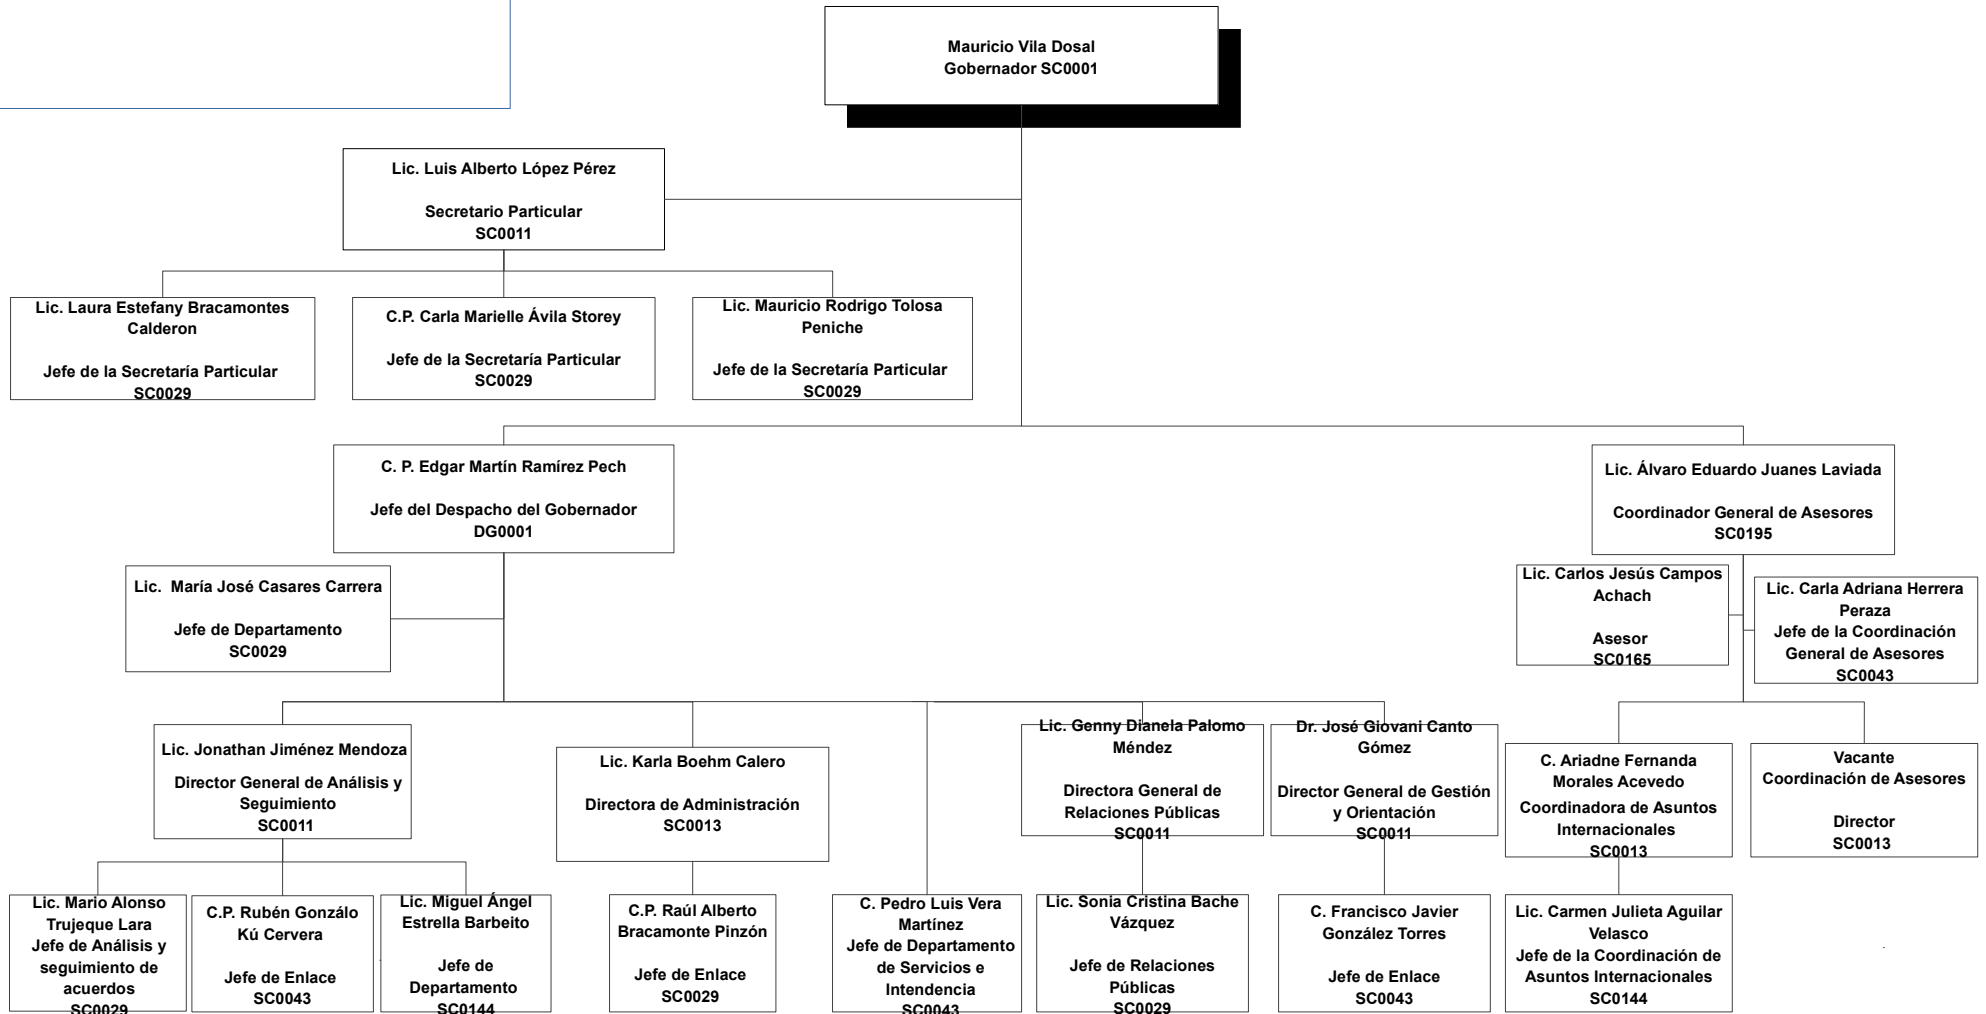 Mauricio Vila Dosal
Gobernador SC0001
Lic. Luis Alberto López Pérez
Secretario Particular
SC0011
Lic. Laura Estefany Bracamontes
Calderon
Jefe de la Secretaría Particular
SC0029
C.P. Carla Marielle Ávila Storey
Jefe de la Secretaría Particular
SC0029
Lic. Mauricio Rodrigo Tolosa
Peniche
Jefe de la Secretaría Particular
SC0029
C. P. Edgar Martín Ramírez Pech
Jefe del Despacho del Gobernador
DG0001
Lic. Álvaro Eduardo Juanes Laviada
Coordinador General de Asesores
SC0195
Lic. María José Casares Carrera
Jefe de Departamento
SC0029
Lic. Carlos Jesús Campos
Achach
Asesor
SC0165
Lic. Carla Adriana Herrera
Peraza
Jefe de la Coordinación
General de Asesores
SC0043
Lic. Jonathan Jiménez Mendoza
Director General de Análisis y
Seguimiento
SC0011
Lic. Karla Boehm Calero
Directora de Administración
SC0013
Lic. Genny Dianela Palomo
Méndez
Directora General de
Relaciones Públicas
SC0011
Dr. José Giovani Canto
Gómez
Director General de Gestión
y Orientación
SC0011
C. Ariadne Fernanda
Morales Acevedo
Coordinadora de Asuntos
Internacionales
SC0013
Vacante
Coordinación de Asesores
Director
SC0013
Lic. Mario Alonso
Trujeque Lara
Jefe de Análisis y
seguimiento de
acuerdos
SC0029
C.P. Rubén Gonzálo
Kú Cervera
Jefe de Enlace
SC0043
Lic. Miguel Ángel
Estrella Barbeito
Jefe de
Departamento
SC0144
C.P. Raúl Alberto
Bracamonte Pinzón
Jefe de Enlace
SC0029
C. Pedro Luis Vera
Martínez
Jefe de Departamento
de Servicios e
Intendencia
SC0043
Lic. Sonia Cristina Bache
Vázquez
Jefe de Relaciones
Públicas
SC0029
C. Francisco Javier
González Torres
Jefe de Enlace
SC0043
Lic. Carmen Julieta Aguilar
Velasco
Jefe de la Coordinación de
Asuntos Internacionales
SC0144